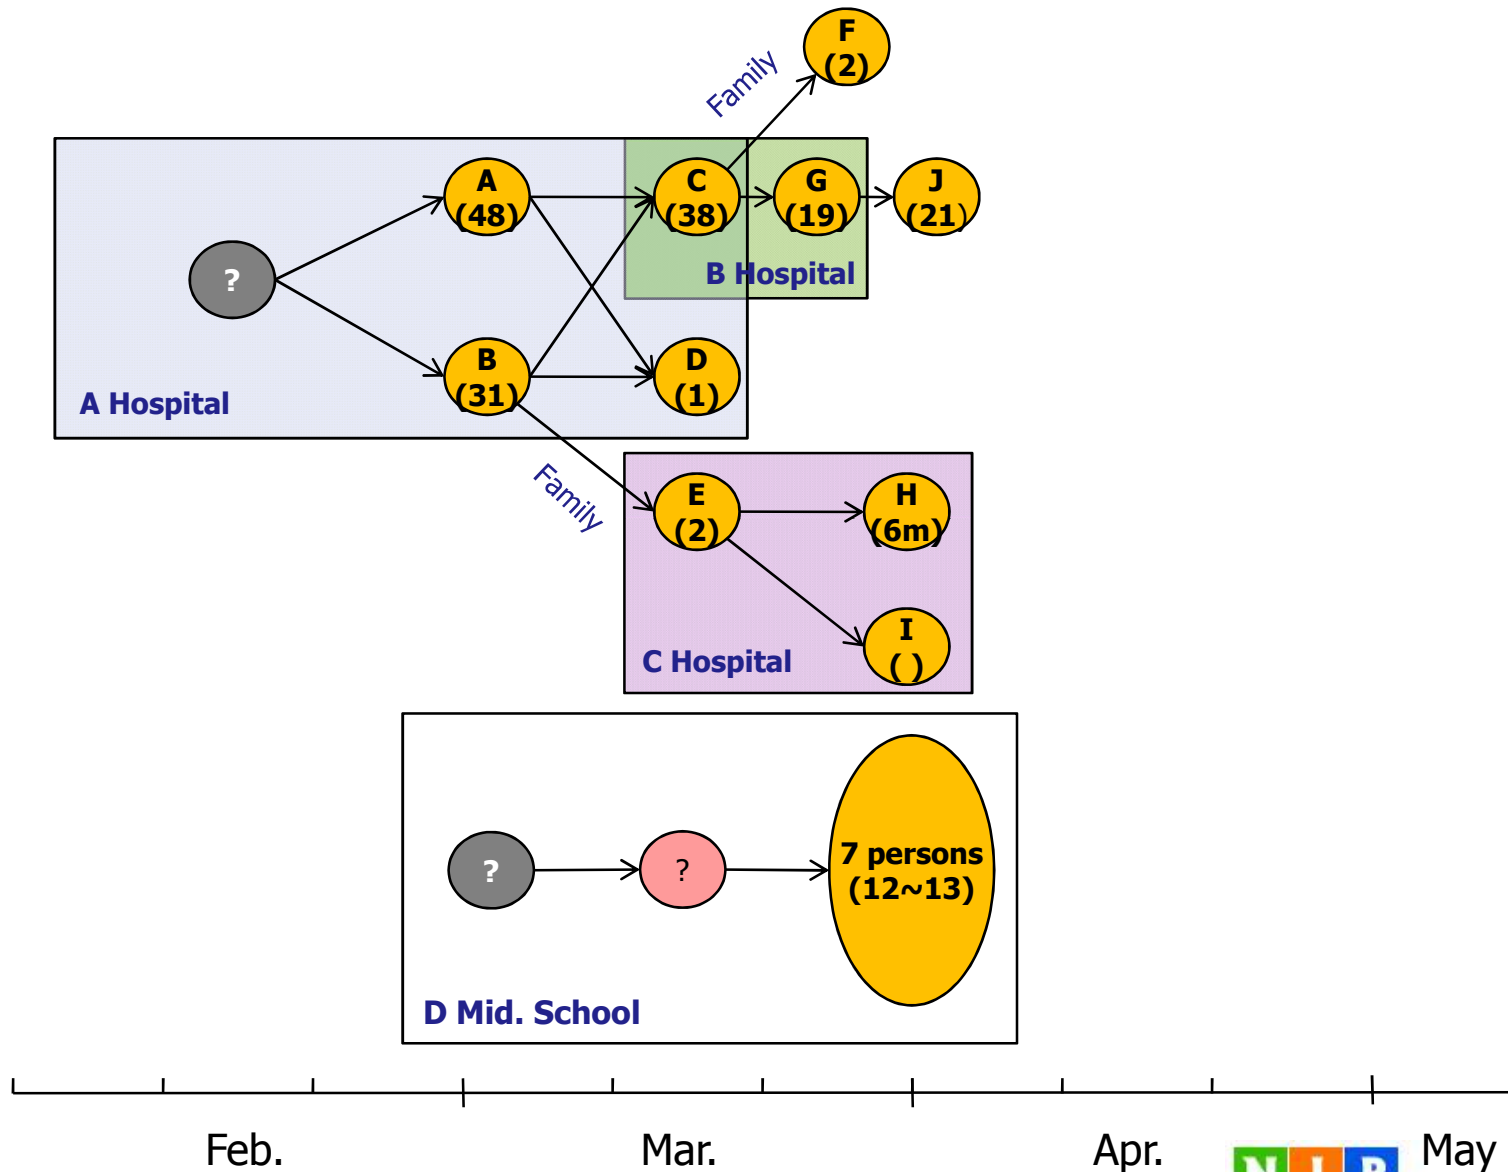 F
(2)
Family
A
(48)
C
(38)
G
(19)
J
(21)
?
B Hospital
B
(31)
D
(1)
A Hospital
Family
E
(2)
H
(6m)
I
( )
C Hospital
?
?
7 persons
(12~13)
D Mid. School
Feb.
Mar.
Apr.
May